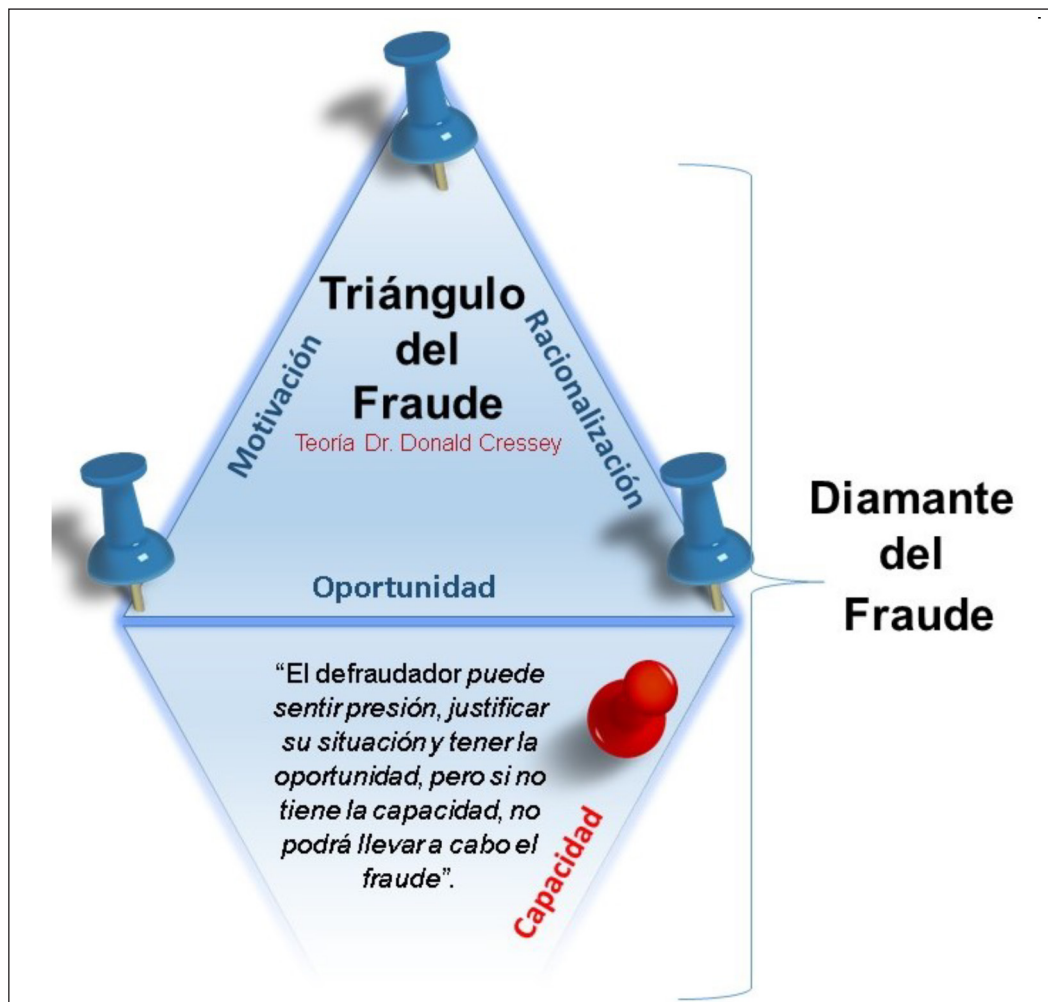 Triángulo
del
Fraude
Teoría Dr. Donald Cressey
Motivación
Racionalización
Oportunidad
Diamante
del
Fraude
“El defraudador puede
sentir presión, justificar
su situación y tener la
oportunidad, pero si no
tiene la capacidad, no
podrá llevar a cabo el
fraude”.
Capacidad